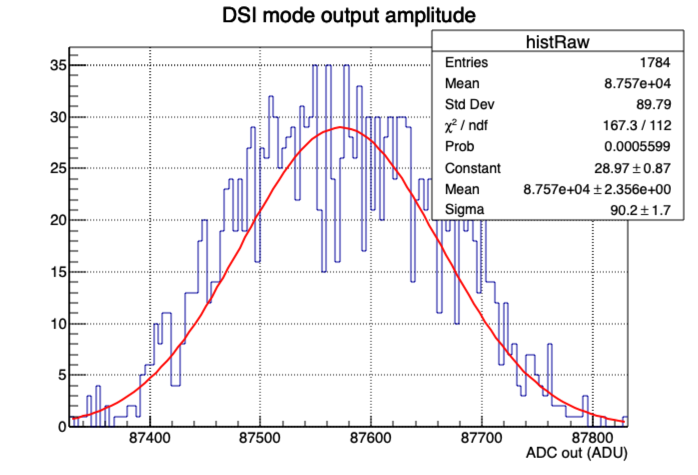 DSI mode output amplitude
histRaw
Entries 1784
Mean 8.757e+04
Std Dev 89.79
χ² / ndf 167.3 / 112
Prob 0.0005599
Constant 28.97 ± 0.87
Mean 8.757e+04 ± 2.356e+00
Sigma 90.2 ± 1.7
35
30
25
20
15
10
5
0
87400 87500 87600 87700 87800
ADC out (ADU)